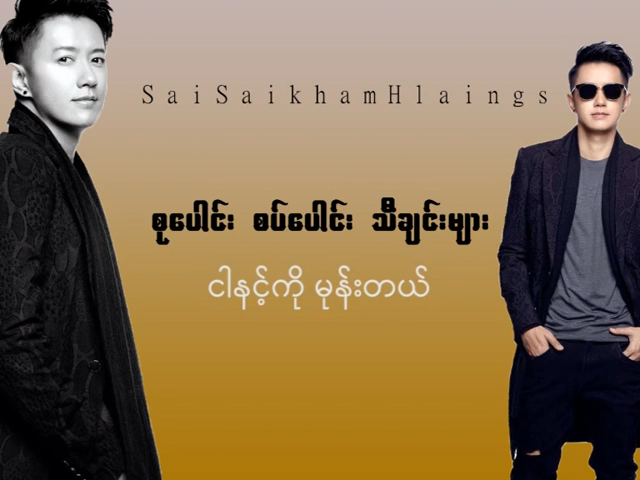 SaiSaikhamHlaings
စုပေါင်း စပ်ပေါင်း သီချင်းများ
ငါနင့်ကို မုန်းတယ်